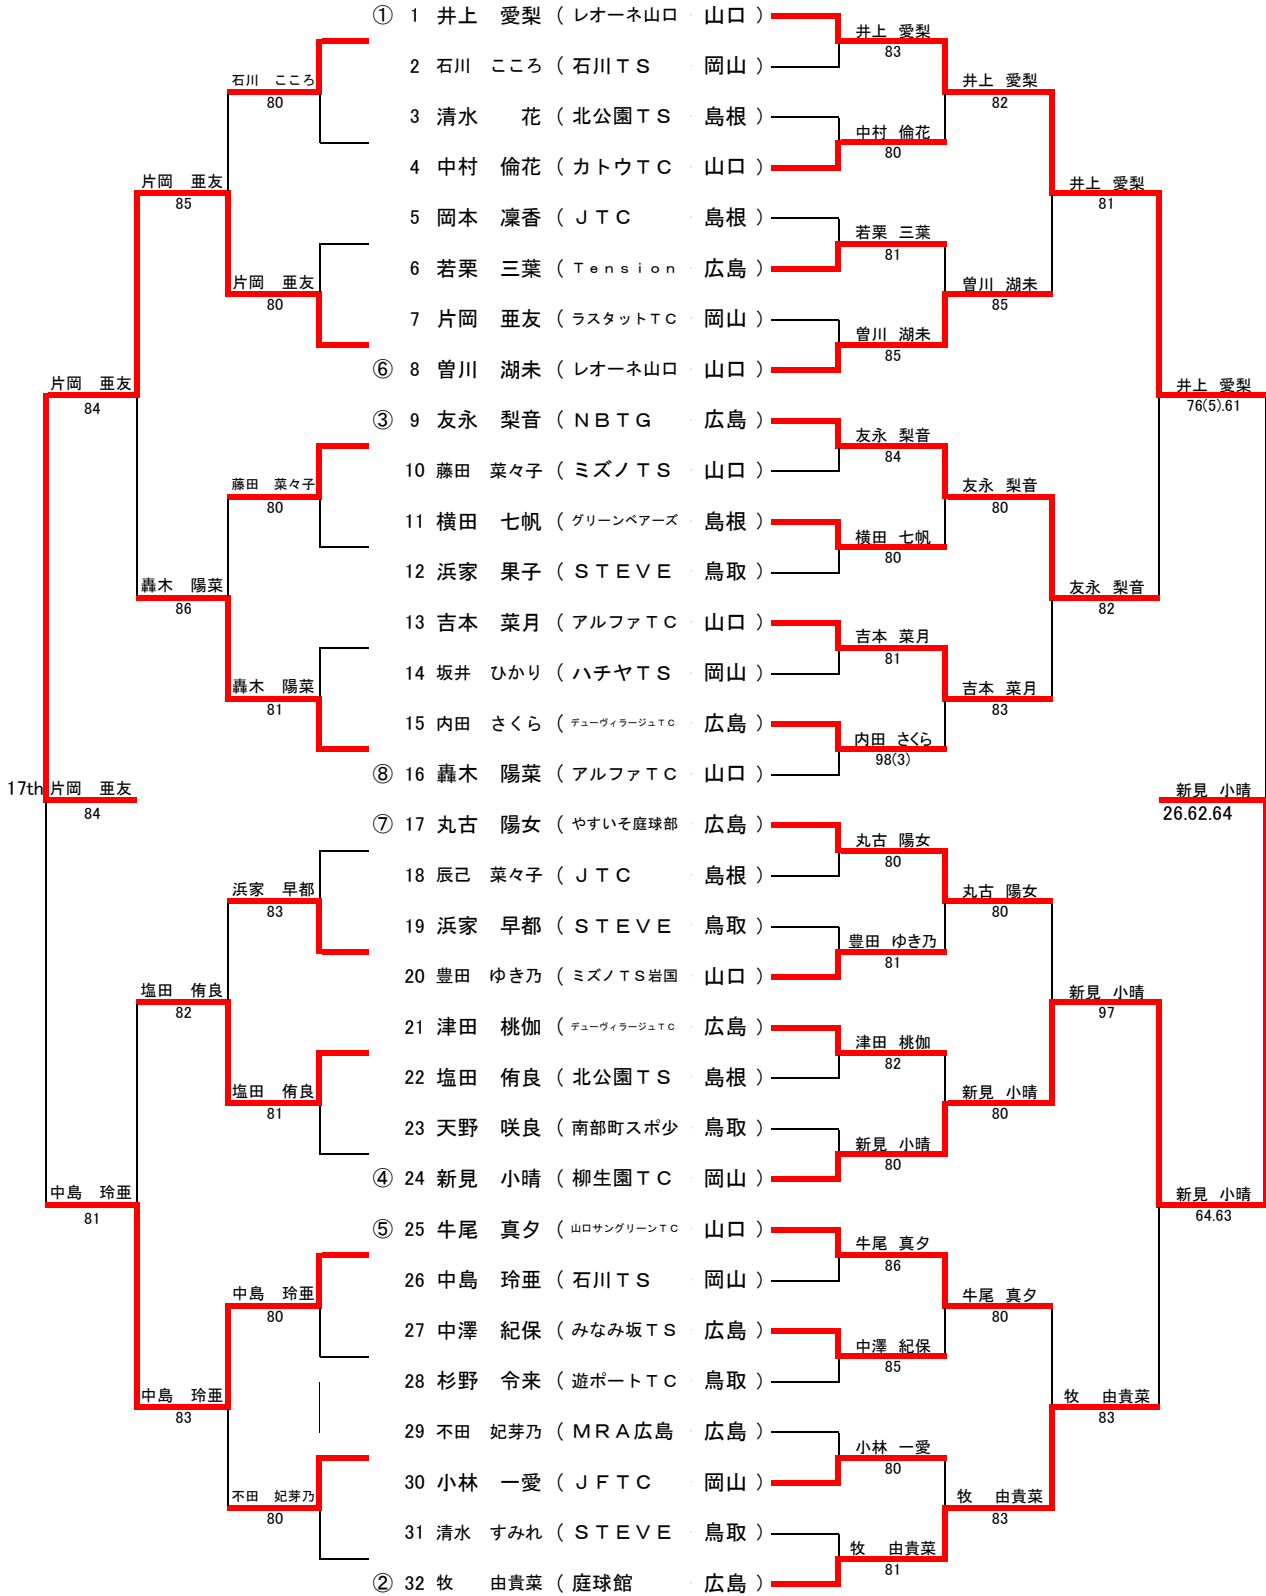 ① 1 井上 愛梨 ( レオーネ山口 山口 )
井上 愛梨
83
2 石川 こころ ( 石川TS 岡山 )
石川 こころ
80
井上 愛梨
82
3 清水 花 ( 北公園TS 島根 )
中村 倫花
80
4 中村 倫花 ( カトウTC 山口 )
片岡 亜友
85
井上 愛梨
81
5 岡本 凜香 ( JTC 島根 )
若栗 三葉
81
6 若栗 三葉 ( Tension 広島 )
片岡 亜友
80
曽川 湖未
85
7 片岡 亜友 ( ラスタットTC 岡山 )
曽川 湖未
85
⑥ 8 曽川 湖未 ( レオーネ山口 山口 )
片岡 亜友
84
井上 愛梨
76(5).61
③ 9 友永 梨音 ( NBTG 広島 )
友永 梨音
84
10 藤田 菜々子 ( ミズノTS 山口 )
藤田 菜々子
80
友永 梨音
80
11 横田 七帆 ( グリーンベアーズ 島根 )
横田 七帆
80
12 浜家 果子 ( STEVE 鳥取 )
轟木 陽菜
86
友永 梨音
82
13 吉本 菜月 ( アルファTC 山口 )
吉本 菜月
81
14 坂井 ひかり ( ハチヤTS 岡山 )
轟木 陽菜
81
吉本 菜月
83
15 内田 さくら ( デューヴィラージュTC 広島 )
内田 さくら
98(3)
⑧ 16 轟木 陽菜 ( アルファTC 山口 )
17th 片岡 亜友
84
新見 小晴
26.62.64
⑦ 17 丸古 陽女 ( やすいそ庭球部 広島 )
丸古 陽女
80
18 辰己 菜々子 ( JTC 島根 )
浜家 早都
83
丸古 陽女
80
19 浜家 早都 ( STEVE 鳥取 )
豊田 ゆき乃
81
20 豊田 ゆき乃 ( ミズノTS岩国 山口 )
塩田 侑良
82
新見 小晴
97
21 津田 桃伽 ( デューヴィラージュTC 広島 )
津田 桃伽
82
22 塩田 侑良 ( 北公園TS 島根 )
塩田 侑良
81
新見 小晴
80
23 天野 咲良 ( 南部町スポ少 鳥取 )
新見 小晴
80
④ 24 新見 小晴 ( 柳生園TC 岡山 )
中島 玲亜
81
新見 小晴
64.63
⑤ 25 牛尾 真夕 ( 山口サングリーンTC 山口 )
牛尾 真夕
86
26 中島 玲亜 ( 石川TS 岡山 )
中島 玲亜
80
牛尾 真夕
80
27 中澤 紀保 ( みなみ坂TS 広島 )
中澤 紀保
85
28 杉野 令来 ( 遊ポートTC 鳥取 )
中島 玲亜
83
牧 由貴菜
83
29 不田 妃芽乃 ( MRA広島 広島 )
小林 一愛
80
30 小林 一愛 ( JFTC 岡山 )
不田 妃芽乃
80
牧 由貴菜
83
31 清水 すみれ ( STEVE 鳥取 )
牧 由貴菜
81
② 32 牧 由貴菜 ( 庭球館 広島 )